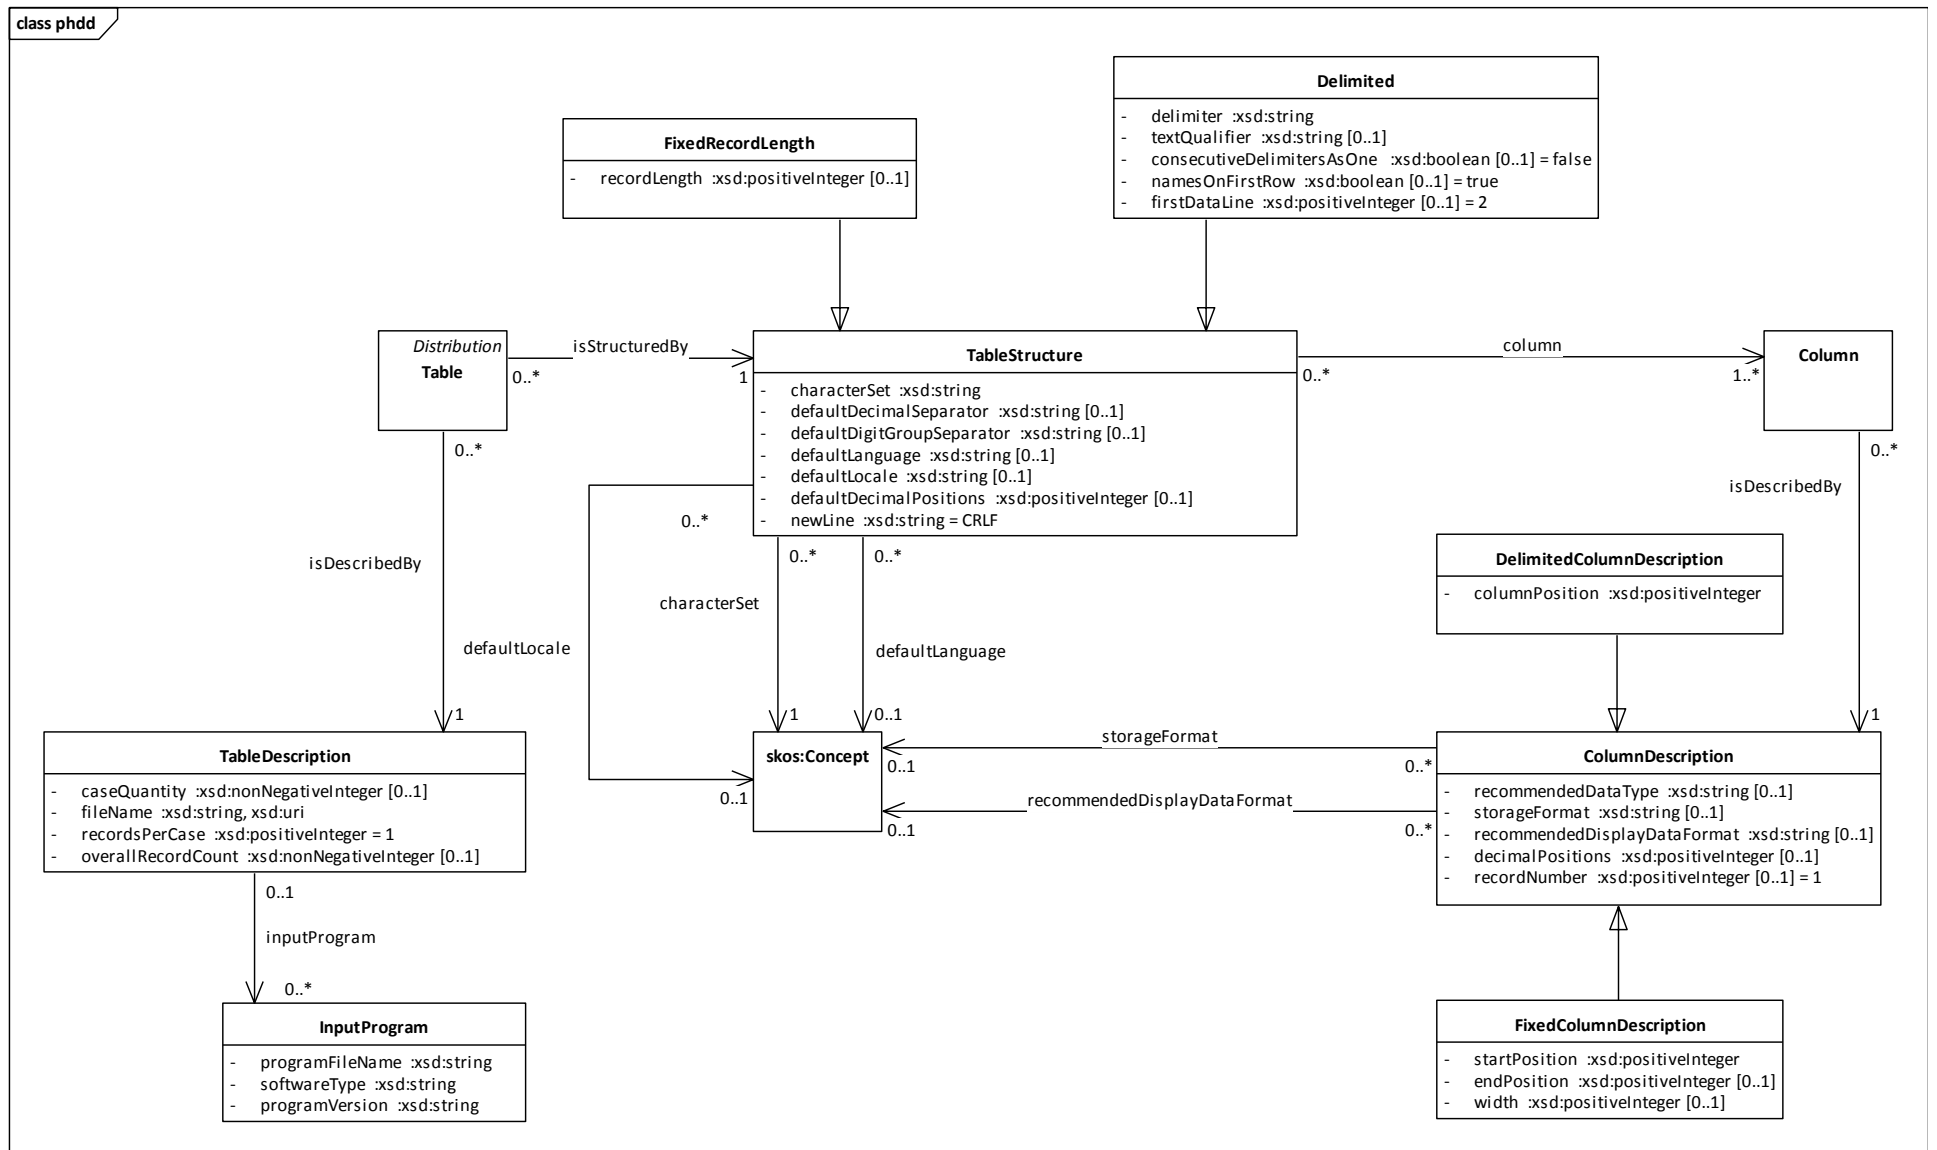 class phdd
Delimited
- delimiter :xsd:string
- textQualifier :xsd:string [0..1]
- consecutiveDelimitersAsOne :xsd:boolean [0..1] = false
- namesOnFirstRow :xsd:boolean [0..1] = true
- firstDataLine :xsd:positiveInteger [0..1] = 2
FixedRecordLength
- recordLength :xsd:positiveInteger [0..1]
Distribution
Table
isStructuredBy
0..*
1
TableStructure
- characterSet :xsd:string
- defaultDecimalSeparator :xsd:string [0..1]
- defaultDigitGroupSeparator :xsd:string [0..1]
- defaultLanguage :xsd:string [0..1]
- defaultLocale :xsd:string [0..1]
- defaultDecimalPositions :xsd:positiveInteger [0..1]
- newLine :xsd:string = CRLF
column
0..*
1..*
Column
0..*
isDescribedBy
1
0..*
isDescribedBy
1
0..*
defaultLocale
0..1
0..*
characterSet
1
0..*
defaultLanguage
0..1
DelimitedColumnDescription
- columnPosition :xsd:positiveInteger
skos:Concept
storageFormat
0..1
0..*
recommendedDisplayDataFormat
0..1
0..*
TableDescription
- caseQuantity :xsd:nonNegativeInteger [0..1]
- fileName :xsd:string, xsd:uri
- recordsPerCase :xsd:positiveInteger = 1
- overallRecordCount :xsd:nonNegativeInteger [0..1]
ColumnDescription
- recommendedDataType :xsd:string [0..1]
- storageFormat :xsd:string [0..1]
- recommendedDisplayDataFormat :xsd:string [0..1]
- decimalPositions :xsd:positiveInteger [0..1]
- recordNumber :xsd:positiveInteger [0..1] = 1
0..1
inputProgram
0..*
InputProgram
- programFileName :xsd:string
- softwareType :xsd:string
- programVersion :xsd:string
FixedColumnDescription
- startPosition :xsd:positiveInteger
- endPosition :xsd:positiveInteger [0..1]
- width :xsd:positiveInteger [0..1]